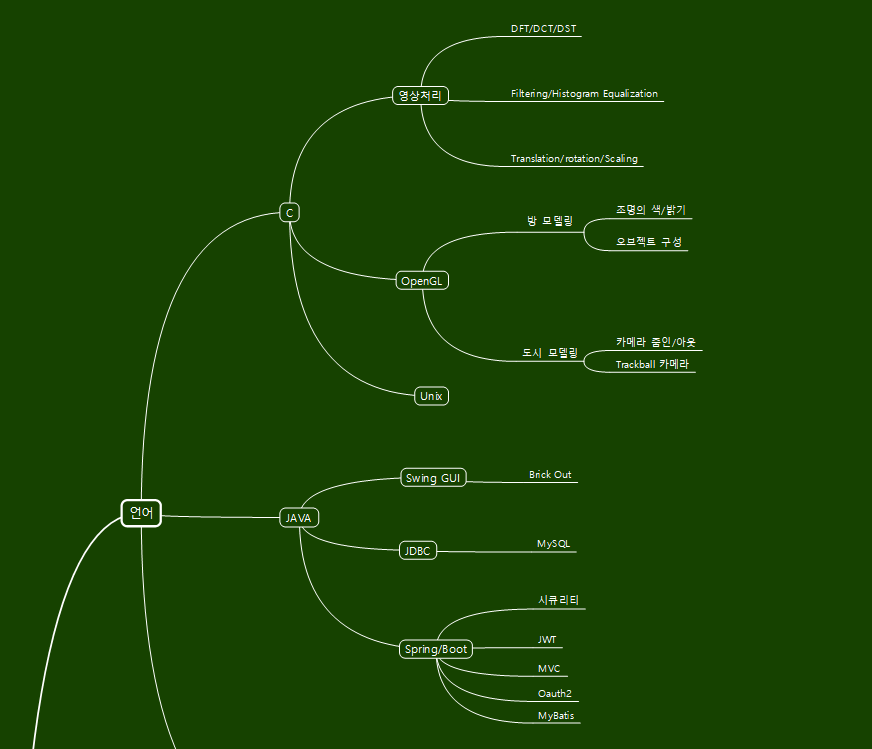 언어
C
영상처리
DFT/DCT/DST
Filtering/Histogram Equalization
Translation/rotation/Scaling
OpenGL
방 모델링
조명의 색/밝기
오브젝트 구성
도시 모델링
카메라 줌인/아웃
Trackball 카메라
Unix
JAVA
Swing GUI
Brick Out
JDBC
MySQL
Spring/Boot
시큐리티
JWT
MVC
Oauth2
MyBatis